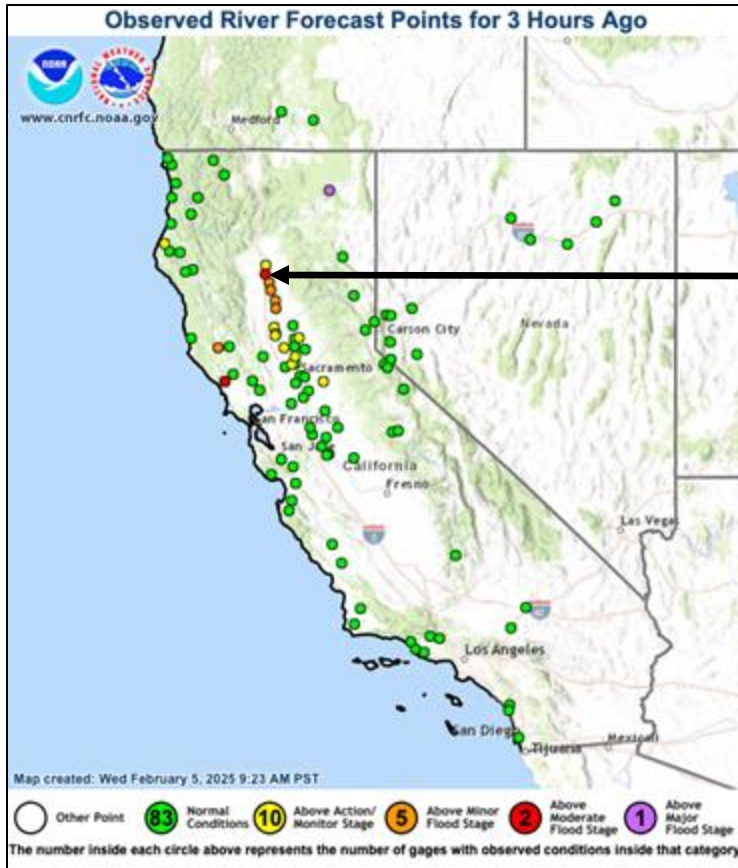 Observed River Forecast Points for 3 Hours Ago
NOAA
www.cnrfc.noaa.gov
Medford
Carson City
Nevada
Sacramento
San Francisco
San Jose
California
Fresno
Las Vegas
Los Angeles
San Diego
Tijuana
Mexicali
Map created: Wed February 5, 2025 9:23 AM PST
Other Point
83 Normal Conditions
10 Above Action/ Monitor Stage
5 Above Minor Flood Stage
2 Above Moderate Flood Stage
1 Above Major Flood Stage
The number inside each circle above represents the number of gages with observed conditions inside that category